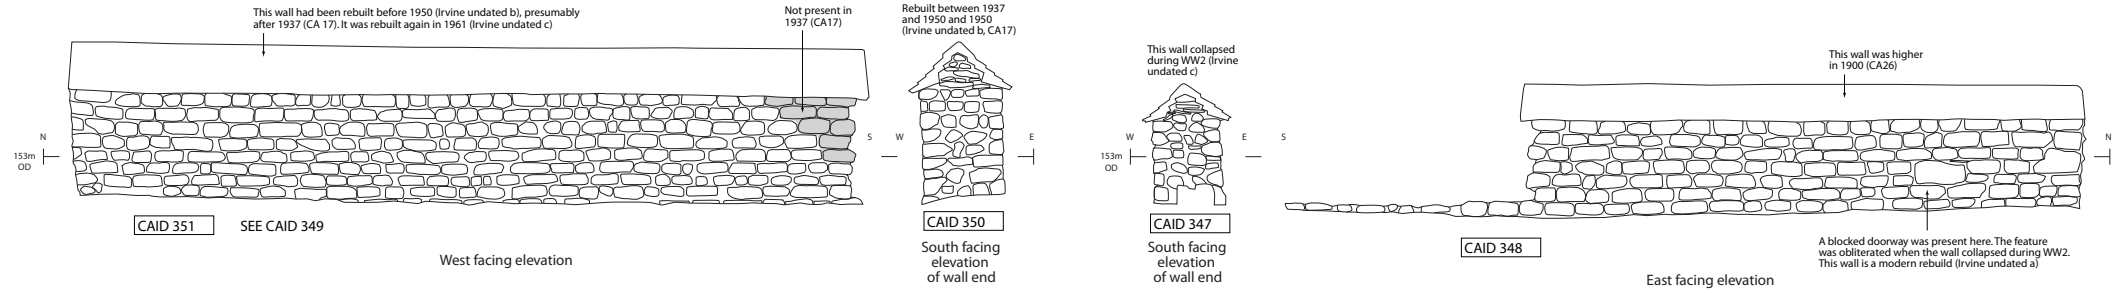 This wall had been rebuilt before 1950 (Irvine undated b), presumably
after 1937 (CA 17). It was rebuilt again in 1961 (Irvine undated c)
Not present in
1937 (CA17)
N
153m
OD
S
CAID 351
SEE CAID 349
West facing elevation
Rebuilt between 1937
and 1950 and 1950
(Irvine undated b, CA17)
W
E
CAID 350
South facing
elevation
of wall end
This wall collapsed
during WW2 (Irvine
undated c)
W
153m
OD
E
CAID 347
South facing
elevation
of wall end
S
This wall was higher
in 1900 (CA26)
N
CAID 348
A blocked doorway was present here. The feature
was obliterated when the wall collapsed during WW2.
This wall is a modern rebuild (Irvine undated a)
East facing elevation